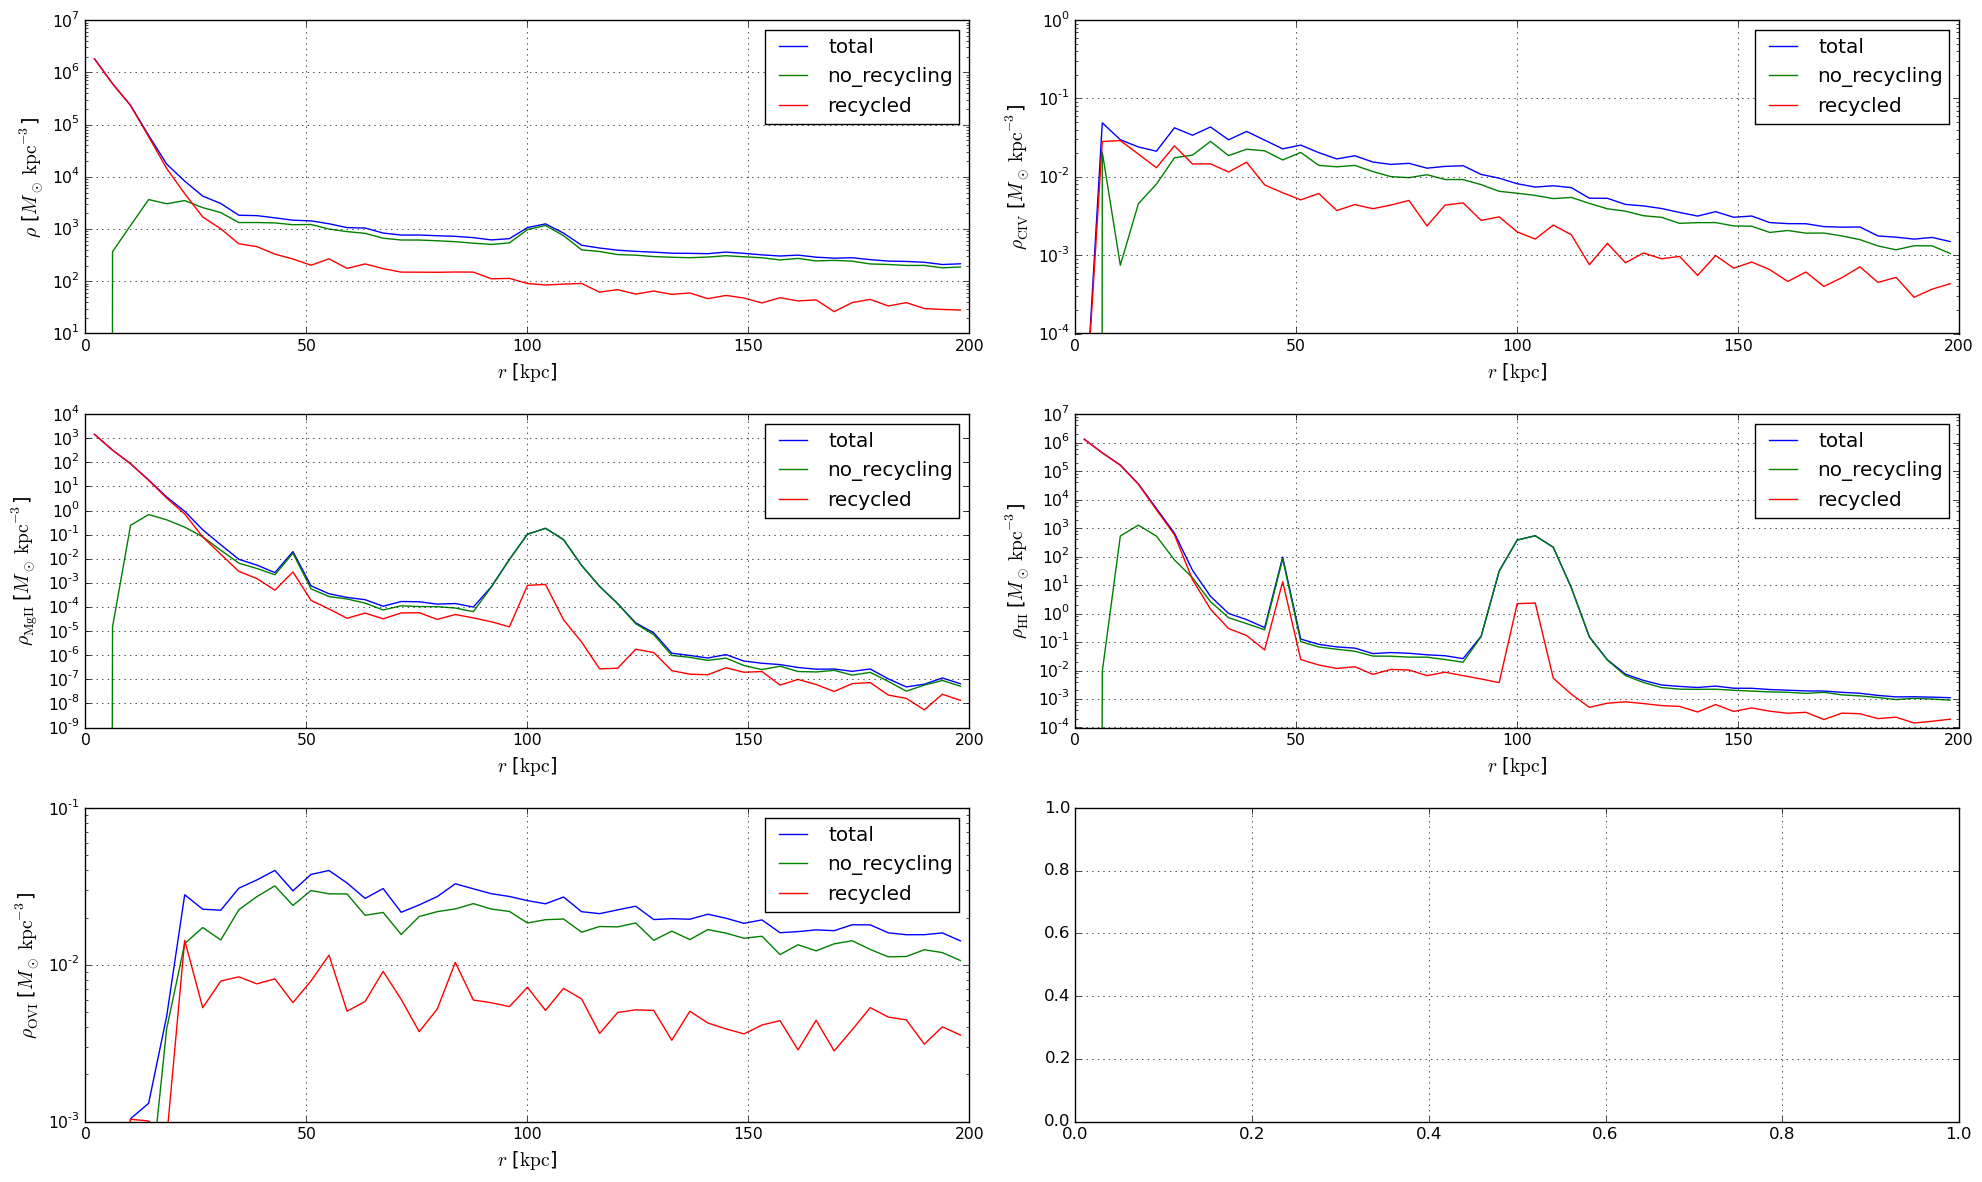 10^7
10^6
10^5
10^4
10^3
10^2
10^1
ρ [M_⊙ kpc^{-3}]
total
no_recycling
recycled
0 50 100 150 200
r [kpc]
10^0
10^-1
10^-2
10^-3
10^-4
ρ_CIV [M_⊙ kpc^{-3}]
total
no_recycling
recycled
0 50 100 150 200
r [kpc]
10^4
10^3
10^2
10^1
10^0
10^-1
10^-2
10^-3
10^-4
10^-5
10^-6
10^-7
10^-8
10^-9
ρ_MgII [M_⊙ kpc^{-3}]
total
no_recycling
recycled
0 50 100 150 200
r [kpc]
10^7
10^6
10^5
10^4
10^3
10^2
10^1
10^0
10^-1
10^-2
10^-3
10^-4
ρ_HI [M_⊙ kpc^{-3}]
total
no_recycling
recycled
0 50 100 150 200
r [kpc]
10^-1
10^-2
10^-3
ρ_OVI [M_⊙ kpc^{-3}]
total
no_recycling
recycled
0 50 100 150 200
r [kpc]
1.0
0.8
0.6
0.4
0.2
0.0
0.0 0.2 0.4 0.6 0.8 1.0